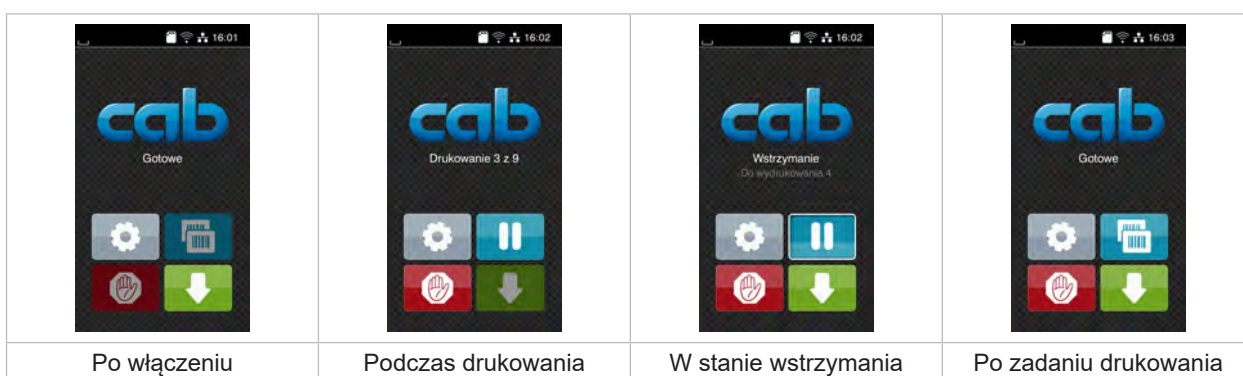 16:01
cab
Gotowe
Po włączeniu
16:02
cab
Drukowanie 3 z 9
Podczas drukowania
16:02
cab
Wstrzymanie
Do wydrukowania 4
W stanie wstrzymania
16:03
cab
Gotowe
Po zadaniu drukowania